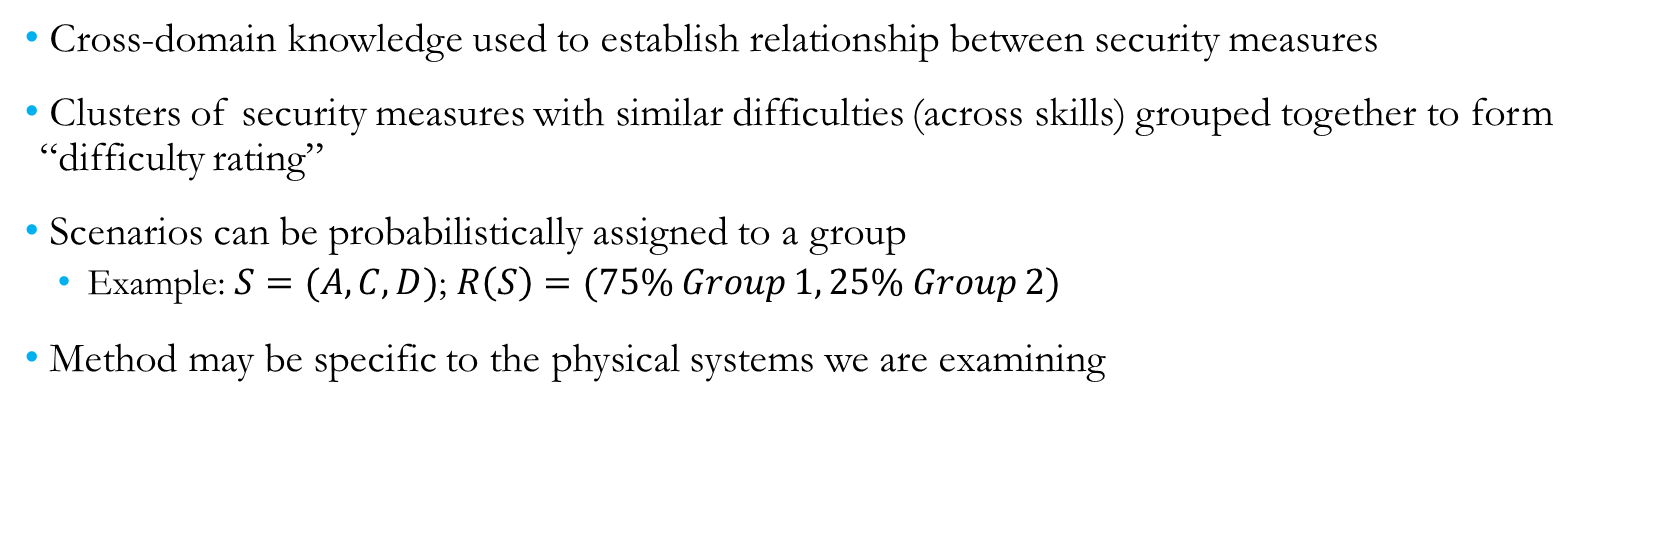 • Cross-domain knowledge used to establish relationship between security measures
• Clusters of security measures with similar difficulties (across skills) grouped together to form
“difficulty rating”
• Scenarios can be probabilistically assigned to a group
• Example: S = (A, C, D); R(S) = (75% Group 1, 25% Group 2)
• Method may be specific to the physical systems we are examining